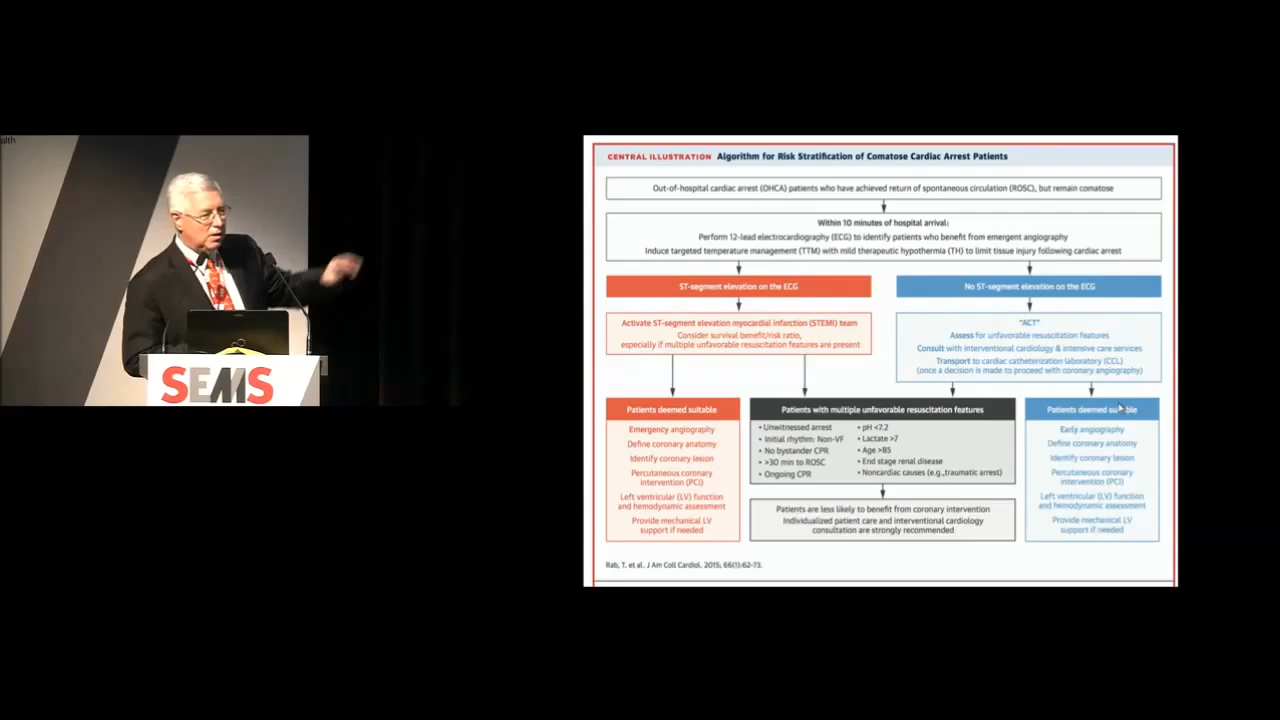 alth
SEMS
CENTRAL ILLUSTRATION Algorithm for Risk Stratification of Comatose Cardiac Arrest Patients
Out-of-hospital cardiac arrest (OHCA) patients who have achieved return of spontaneous circulation (ROSC), but remain comatose
Within 10 minutes of hospital arrival:
Perform 12-lead electrocardiography (ECG) to identify patients who benefit from emergent angiography
Induce targeted temperature management (TTM) with mild therapeutic hypothermia (TH) to limit tissue injury following cardiac arrest
ST-segment elevation on the ECG
Activate ST-segment elevation myocardial infarction (STEMI) team
Consider survival benefit/risk ratio,
especially if multiple unfavorable resuscitation features are present
No ST-segment elevation on the ECG
"ACT"
Assess for unfavorable resuscitation features
Consult with interventional cardiology & intensive care services
Transport to cardiac catheterization laboratory (CCL)
(once a decision is made to proceed with coronary angiography)
Patients deemed suitable
Emergency angiography
Define coronary anatomy
Identify coronary lesion
Percutaneous coronary
intervention (PCI)
Left ventricular (LV) function
and hemodynamic assessment
Provide mechanical LV
support if needed
Patients with multiple unfavorable resuscitation features
• Unwitnessed arrest
• Initial rhythm: Non-VF
• No bystander CPR
• >30 min to ROSC
• Ongoing CPR
• pH <7.2
• Lactate >7
• Age >85
• End stage renal disease
• Noncardiac causes (e.g.,traumatic arrest)
Patients are less likely to benefit from coronary intervention
Individualized patient care and interventional cardiology
consultation are strongly recommended
Patients deemed suitable
Early angiography
Define coronary anatomy
Identify coronary lesion
Percutaneous coronary
intervention (PCI)
Left ventricular (LV) function
and hemodynamic assessment
Provide mechanical LV
support if needed
Rab, T. et al. J Am Coll Cardiol. 2015; 66(1):62-73.